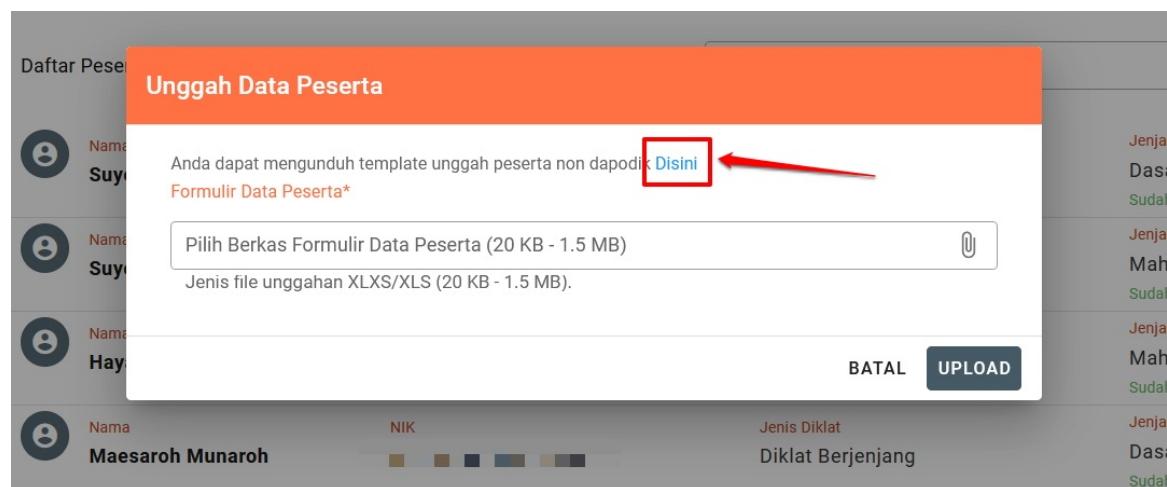 Daftar
Unggah Data Peserta
Anda dapat mengunduh template unggah peserta non dapodik Disini
Formulir Data Peserta*
Pilih Berkas Formulir Data Peserta (20 KB - 1.5 MB)
Jenis file unggahan XLXS/XLS (20 KB - 1.5 MB).
BATAL UPLOAD
Nama NIK Jenis Diklat
Maesaroh Munaroh Diklat Berjenjang